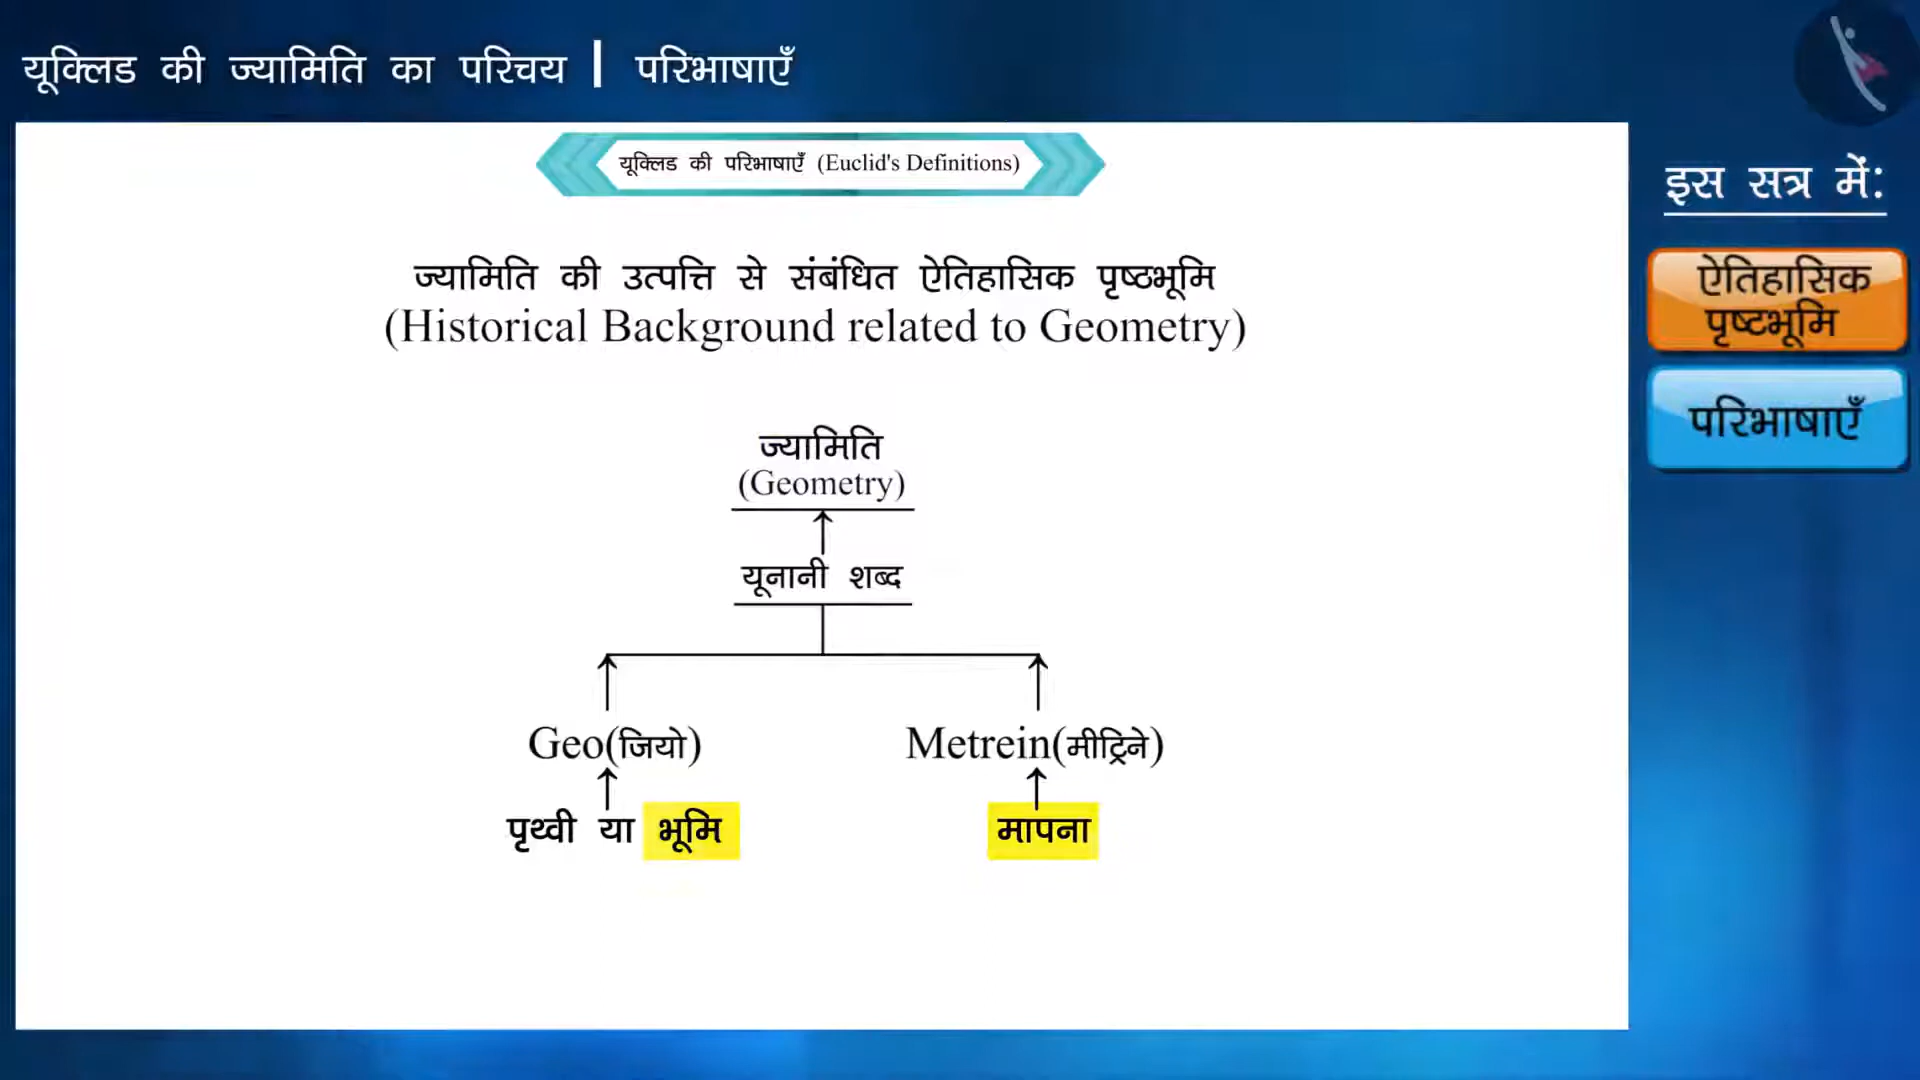 यूक्लिड की ज्यामिति का परिचय | परिभाषाएँ
यूक्लिड की परिभाषाएँ (Euclid's Definitions)
ज्यामिति की उत्पत्ति से संबंधित ऐतिहासिक पृष्ठभूमि
(Historical Background related to Geometry)
ज्यामिति
(Geometry)
यूनानी शब्द
Geo(जियो) Metrein(मीट्रिने)
पृथ्वी या भूमि मापना
इस सत्र में:
ऐतिहासिक
पृष्टभूमि
परिभाषाएँ